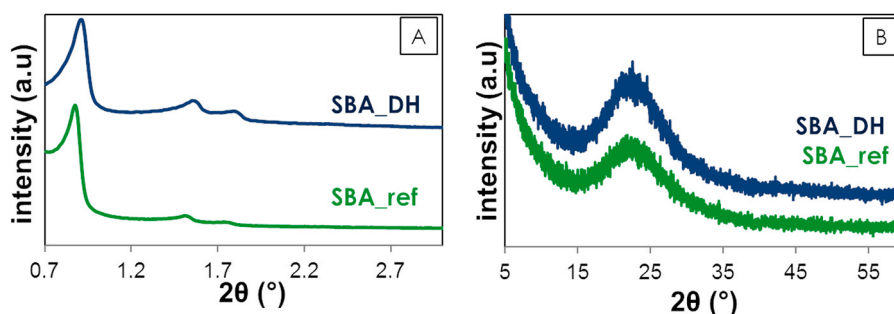 A
intensity (a.u)
SBA_DH
SBA_ref
0.7 1.2 1.7 2.2 2.7
2θ (°)
B
intensity (a.u)
SBA_DH
SBA_ref
5 15 25 35 45 55
2θ (°)